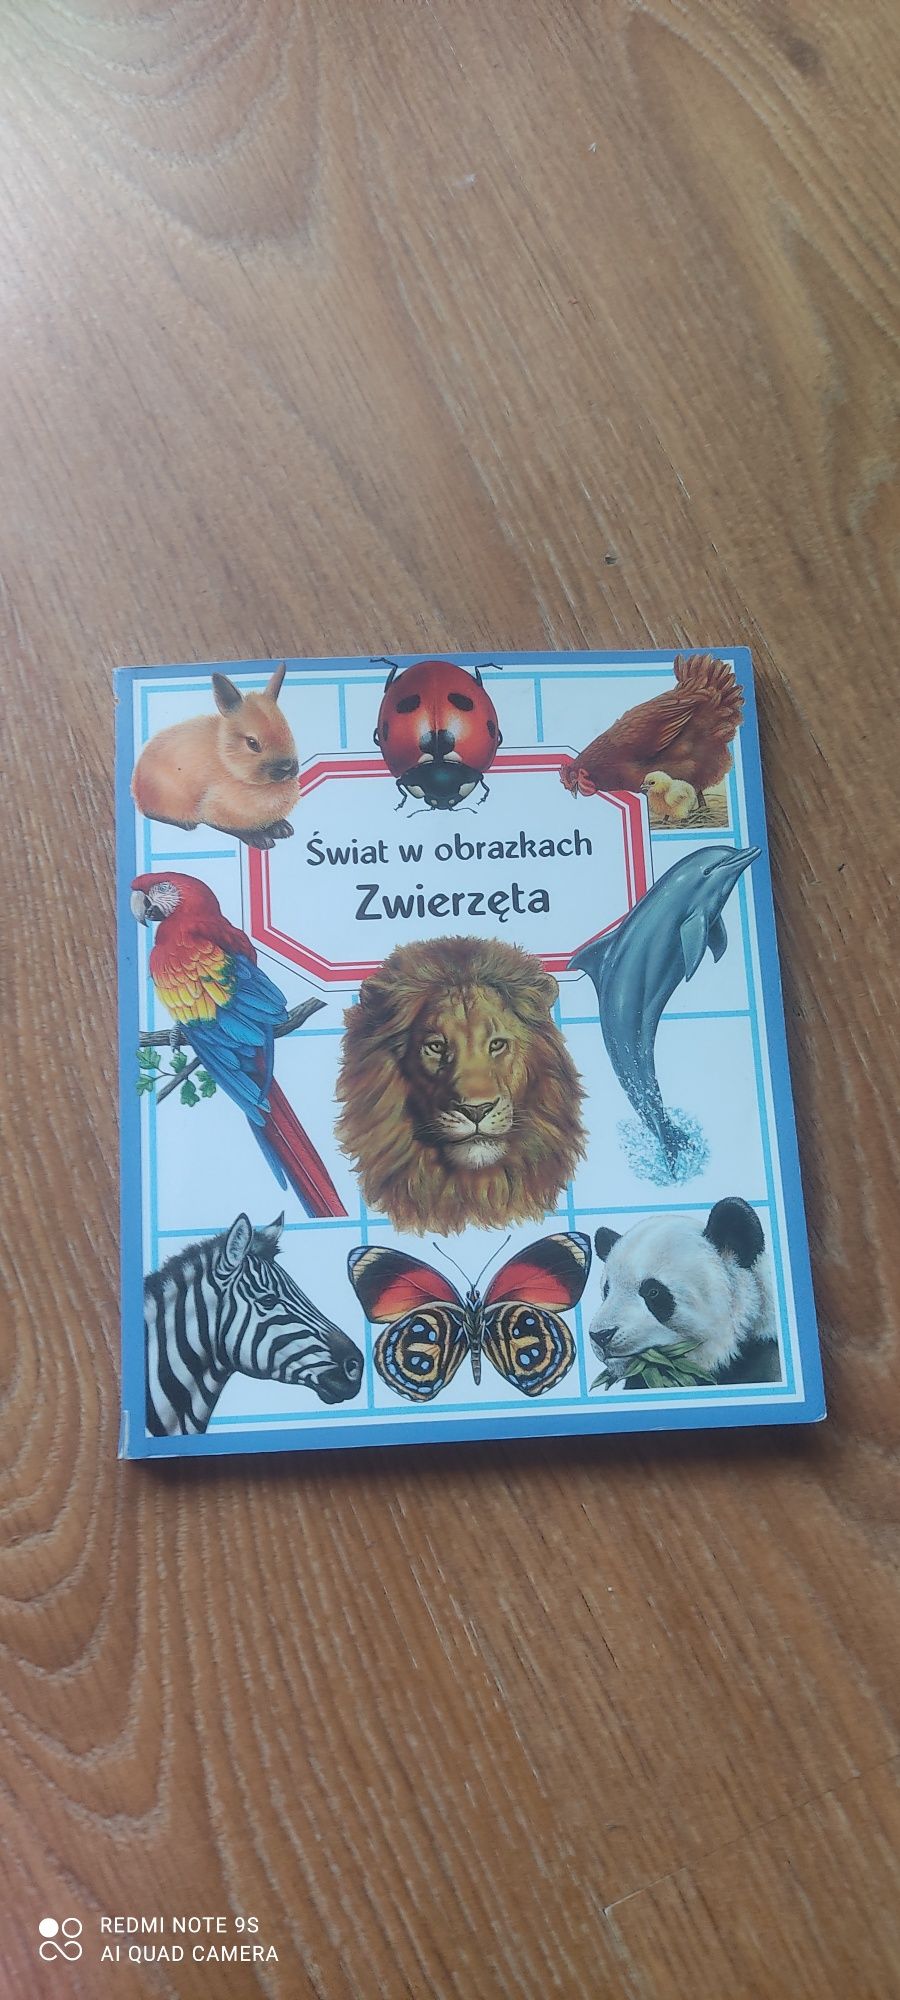 Świat w obrazkach
Zwierzęta
REDMI NOTE 9S
AI QUAD CAMERA